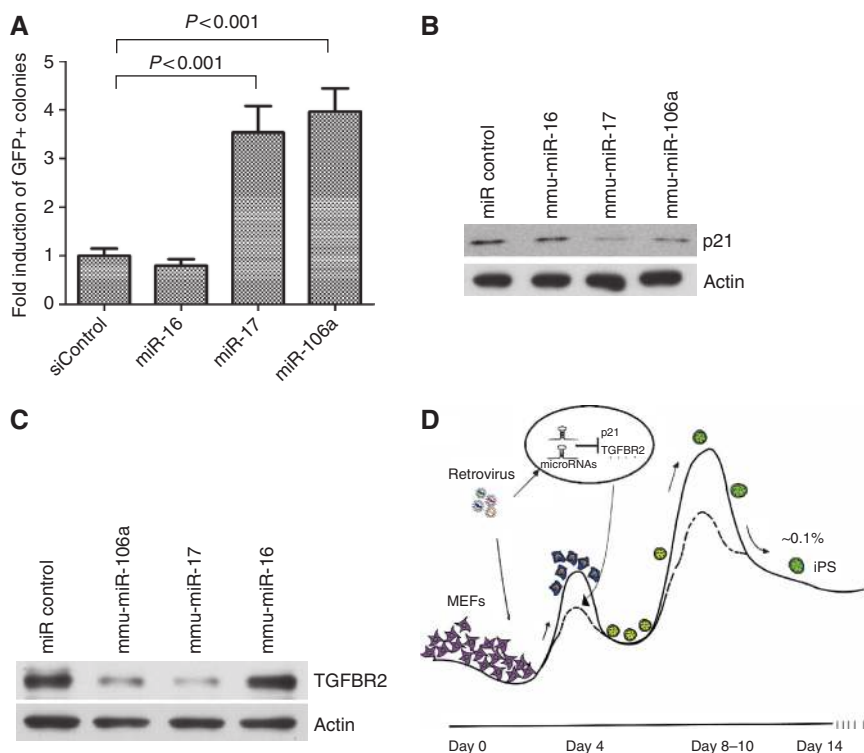 A
P<0.001
P<0.001
Fold induction of GFP+ colonies
5
4
3
2
1
0
siControl
miR-16
miR-17
miR-106a
B
miR control
mmu-miR-16
mmu-miR-17
mmu-miR-106a
p21
Actin
C
miR control
mmu-miR-106a
mmu-miR-17
mmu-miR-16
TGFBR2
Actin
D
p21
TGFBR2
microRNAs
Retrovirus
MEFs
~0.1%
iPS
Day 0
Day 4
Day 8–10
Day 14